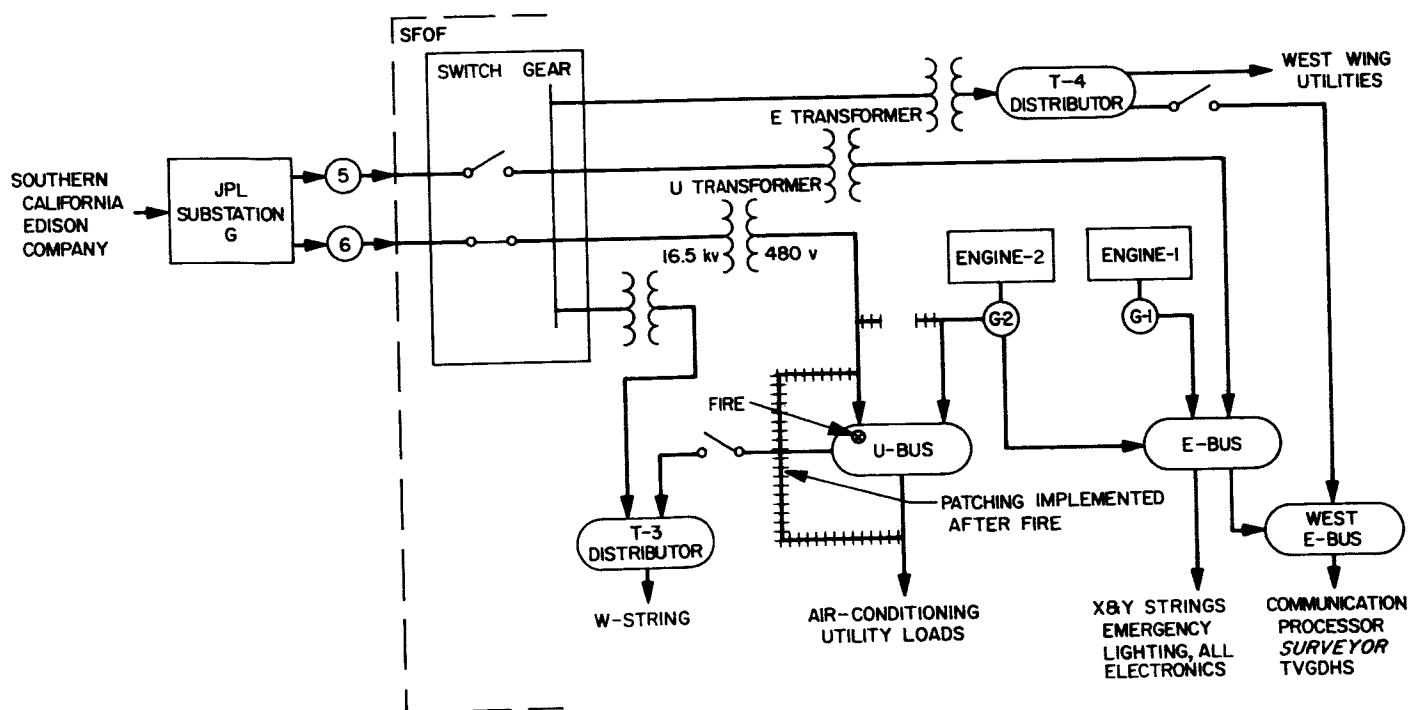 SFOF
SWITCH GEAR
T-4
DISTRIBUTOR
WEST WING
UTILITIES
E TRANSFORMER
SOUTHERN
CALIFORNIA
EDISON
COMPANY
JPL
SUBSTATION
G
5
6
U TRANSFORMER
16.5 kv
480 v
ENGINE-2
ENGINE-1
G-2
G-1
FIRE
U-BUS
E-BUS
PATCHING IMPLEMENTED
AFTER FIRE
T-3
DISTRIBUTOR
WEST
E-BUS
W-STRING
AIR-CONDITIONING
UTILITY LOADS
X&Y STRINGS
EMERGENCY
LIGHTING, ALL
ELECTRONICS
COMMUNICATION
PROCESSOR
SURVEYOR
TVGDHS